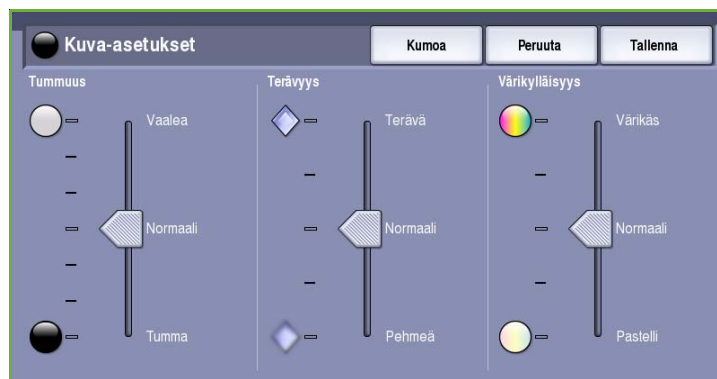 Kuva-asetukset Kumoa Peruuta Tallenna
Tummuus Terävyys Värikylläisyys
Vaalea Terävä Värikäs
Normaali Normaali Normaali
Tumma Pehmeä Pastelli